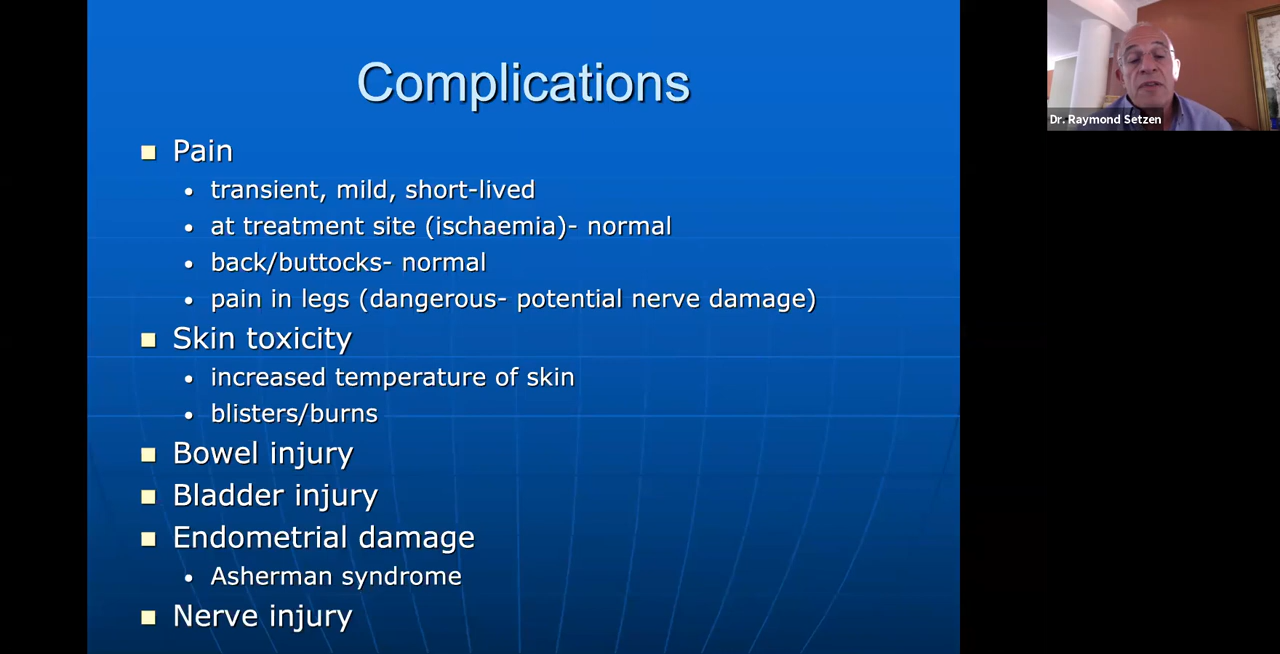 Complications
Pain
transient, mild, short-lived
at treatment site (ischaemia)- normal
back/buttocks- normal
pain in legs (dangerous- potential nerve damage)
Skin toxicity
increased temperature of skin
blisters/burns
Bowel injury
Bladder injury
Endometrial damage
Asherman syndrome
Nerve injury
Dr. Raymond Setzen